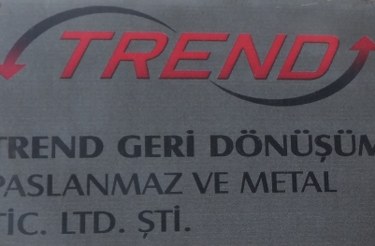 TREND
TREND GERİ DÖNÜŞÜM
PASLANMAZ VE METAL
TİC. LTD. ŞTİ.